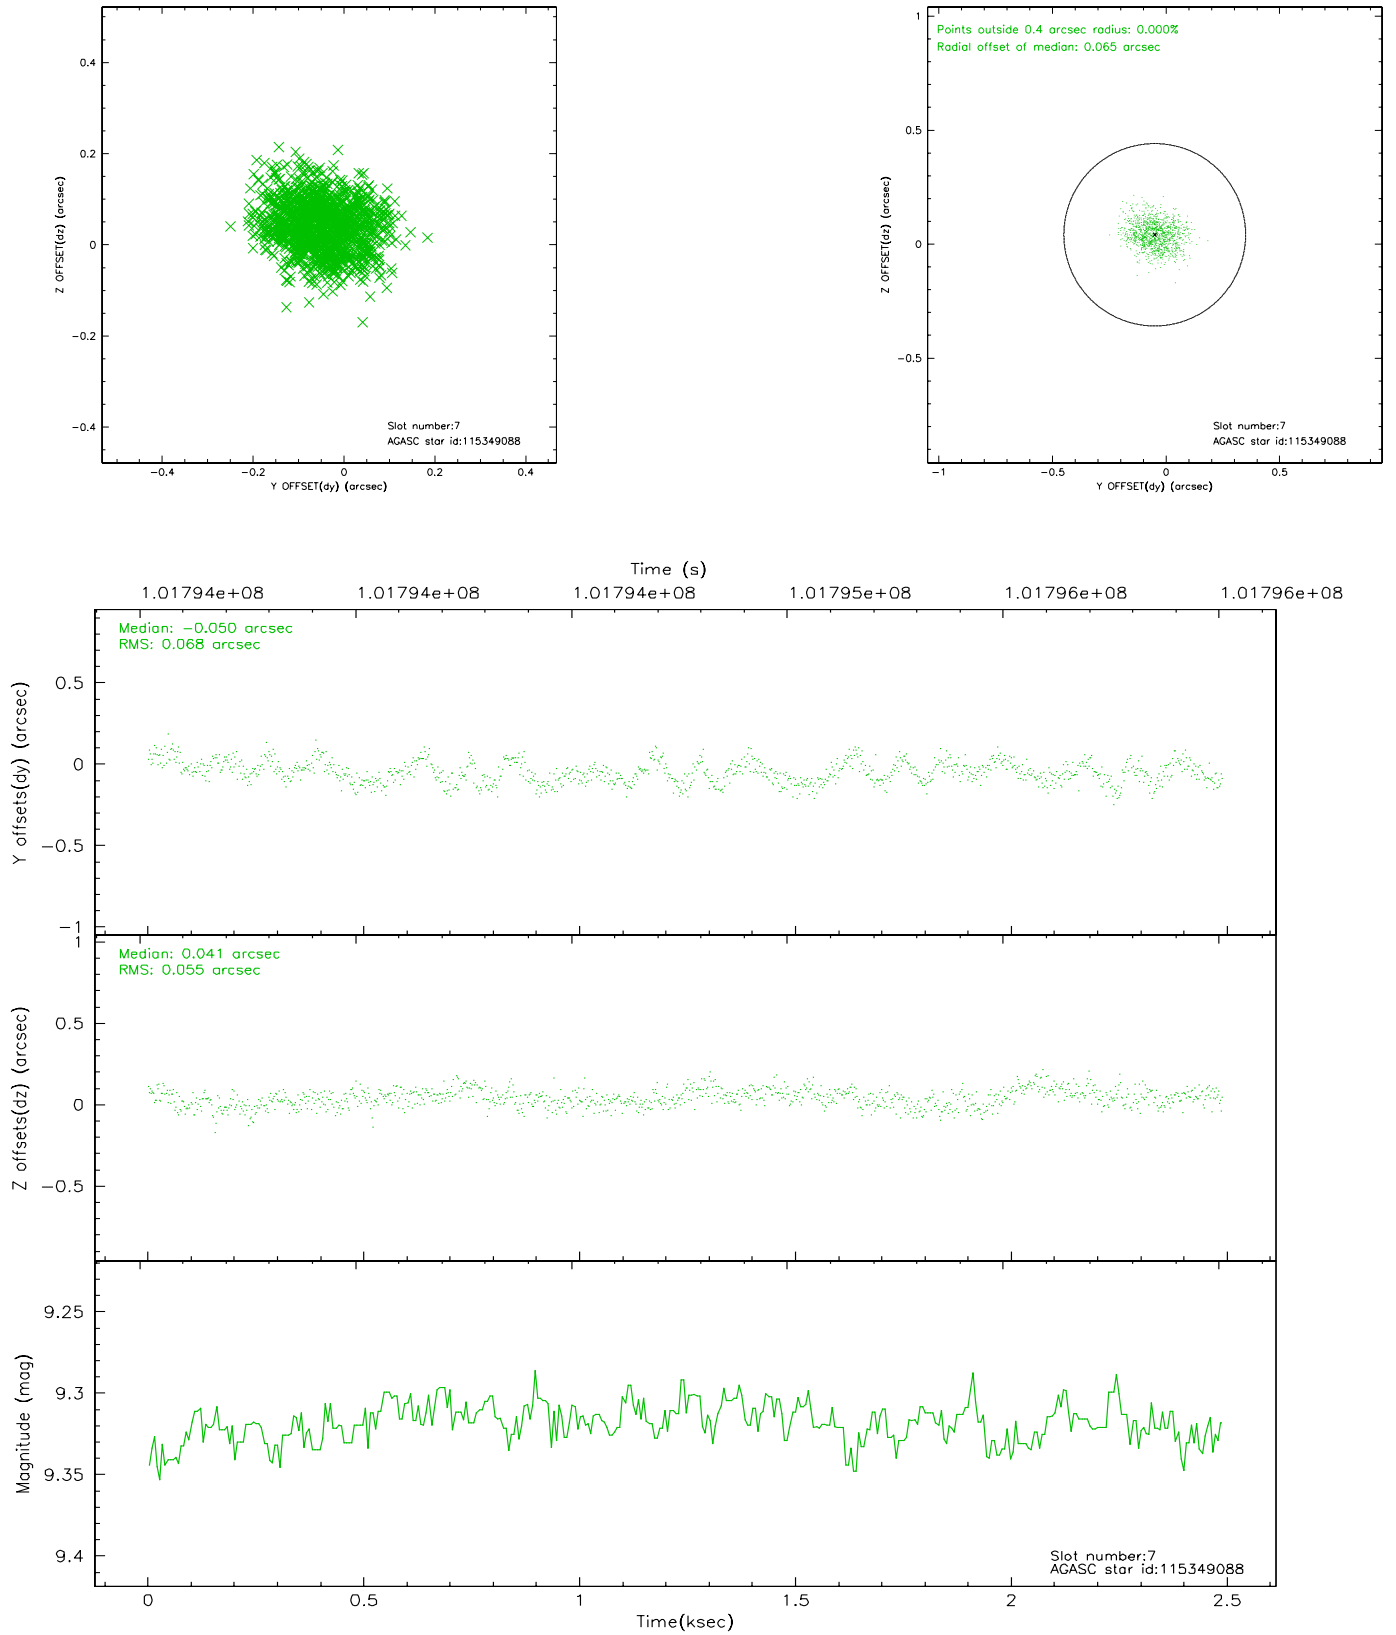 0.4
0.2
0
−0.2
−0.4
Z OFFSET(dz) (arcsec)
Slot number:7
AGASC star id:115349088
−0.4
−0.2
0
0.2
0.4
Y OFFSET(dy) (arcsec)
Points outside 0.4 arcsec radius: 0.000%
Radial offset of median: 0.065 arcsec
1
0.5
0
−0.5
Z OFFSET(dz) (arcsec)
Slot number:7
AGASC star id:115349088
−1
−0.5
0
0.5
Y OFFSET(dy) (arcsec)
Time (s)
1.01794e+08
1.01794e+08
1.01794e+08
1.01795e+08
1.01796e+08
1.01796e+08
Median: −0.050 arcsec
RMS: 0.068 arcsec
0.5
0
−0.5
−1
Y offsets(dy) (arcsec)
Median: 0.041 arcsec
RMS: 0.055 arcsec
1
0.5
0
−0.5
Z offsets(dz) (arcsec)
9.25
9.3
9.35
9.4
Magnitude (mag)
Slot number:7
AGASC star id:115349088
0
0.5
1
1.5
2
2.5
Time(ksec)